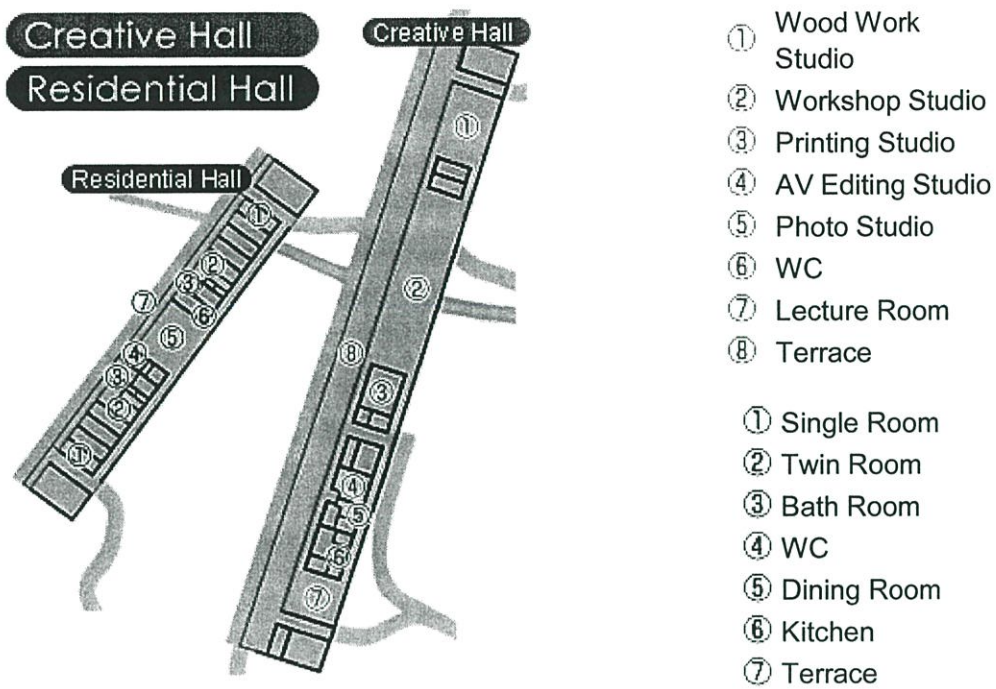 Creative Hall
Residential Hall
Creative Hall
Residential Hall
①
②
③
⑥
⑦
⑤
④
③
②
①
①
②
⑧
③
④
⑤
⑥
⑦
① Wood Work
Studio
② Workshop Studio
③ Printing Studio
④ AV Editing Studio
⑤ Photo Studio
⑥ WC
⑦ Lecture Room
⑧ Terrace
① Single Room
② Twin Room
③ Bath Room
④ WC
⑤ Dining Room
⑥ Kitchen
⑦ Terrace